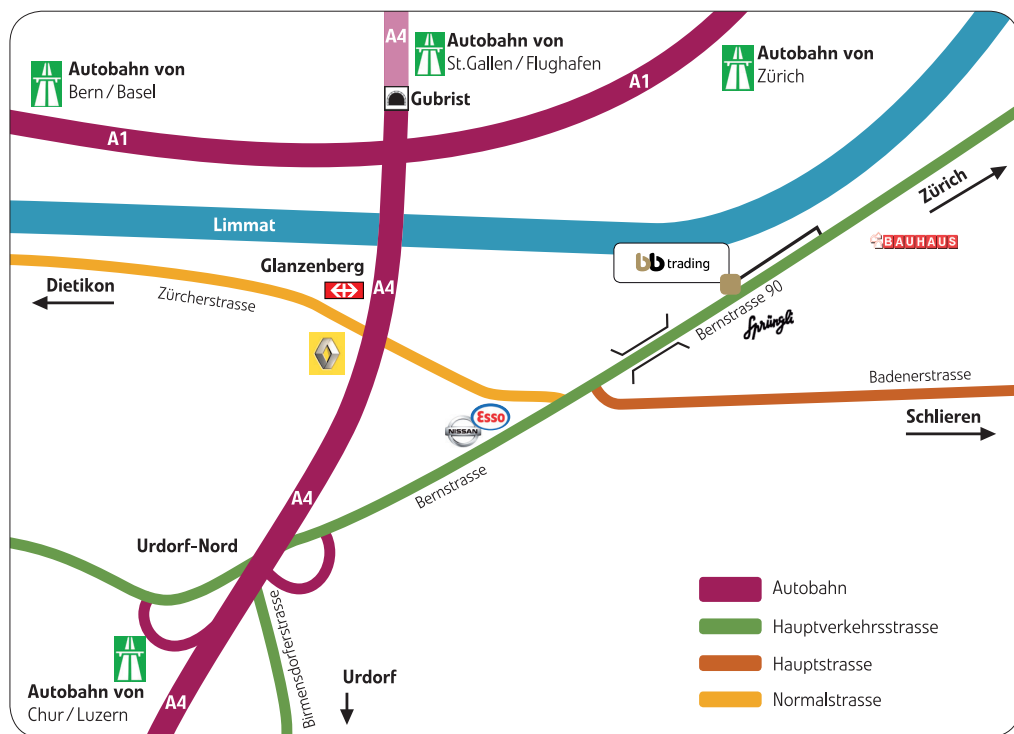 A4
Autobahn von
St.Gallen / Flughafen
Autobahn von
Bern / Basel
Autobahn von
Zürich
Gubrist
A1
A1
Zürich
Limmat
BAUHAUS
bb trading
Glanzenberg
A4
Dietikon
Zürcherstrasse
Bernstrasse 90
Sprüngli
Badenerstrasse
Schlieren
Esso
NISSAN
Bernstrasse
A4
Urdorf-Nord
Birmensdorferstrasse
Autobahn
Hauptverkehrsstrasse
Hauptstrasse
Normalstrasse
Urdorf
Autobahn von
Chur / Luzern
A4